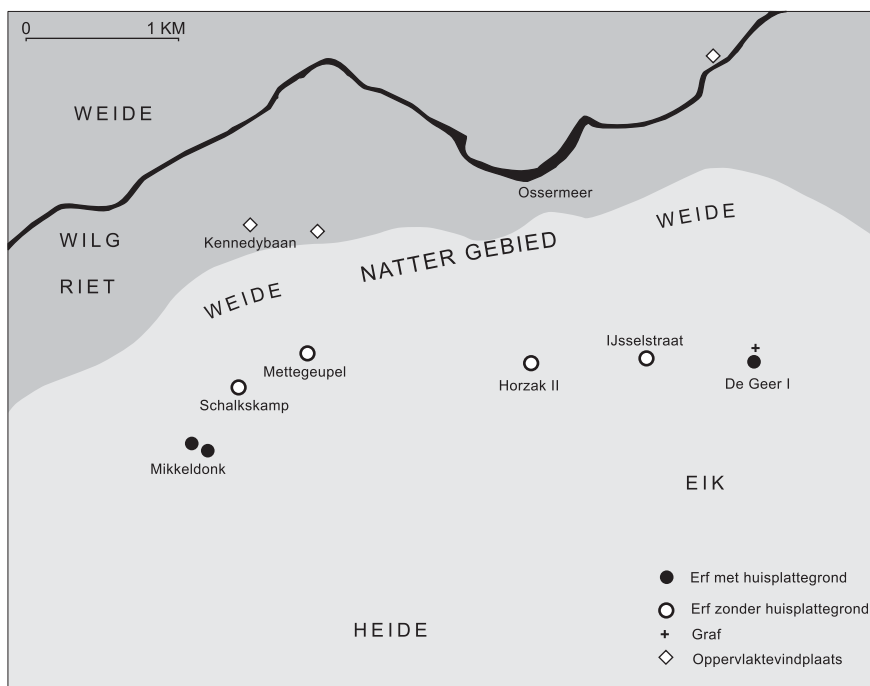 0 1 KM
WEIDE
Ossermeer
WEIDE
WILG
Kennedybaan
NATTER GEBIED
RIET
WEIDE
IJsselstraat
Mettegeupel
Horzak II
De Geer I
Schalkskamp
Mikkeldonk
EIK
Erf met huisplattegrond
Erf zonder huisplattegrond
Graf
Oppervlaktevindplaats
HEIDE